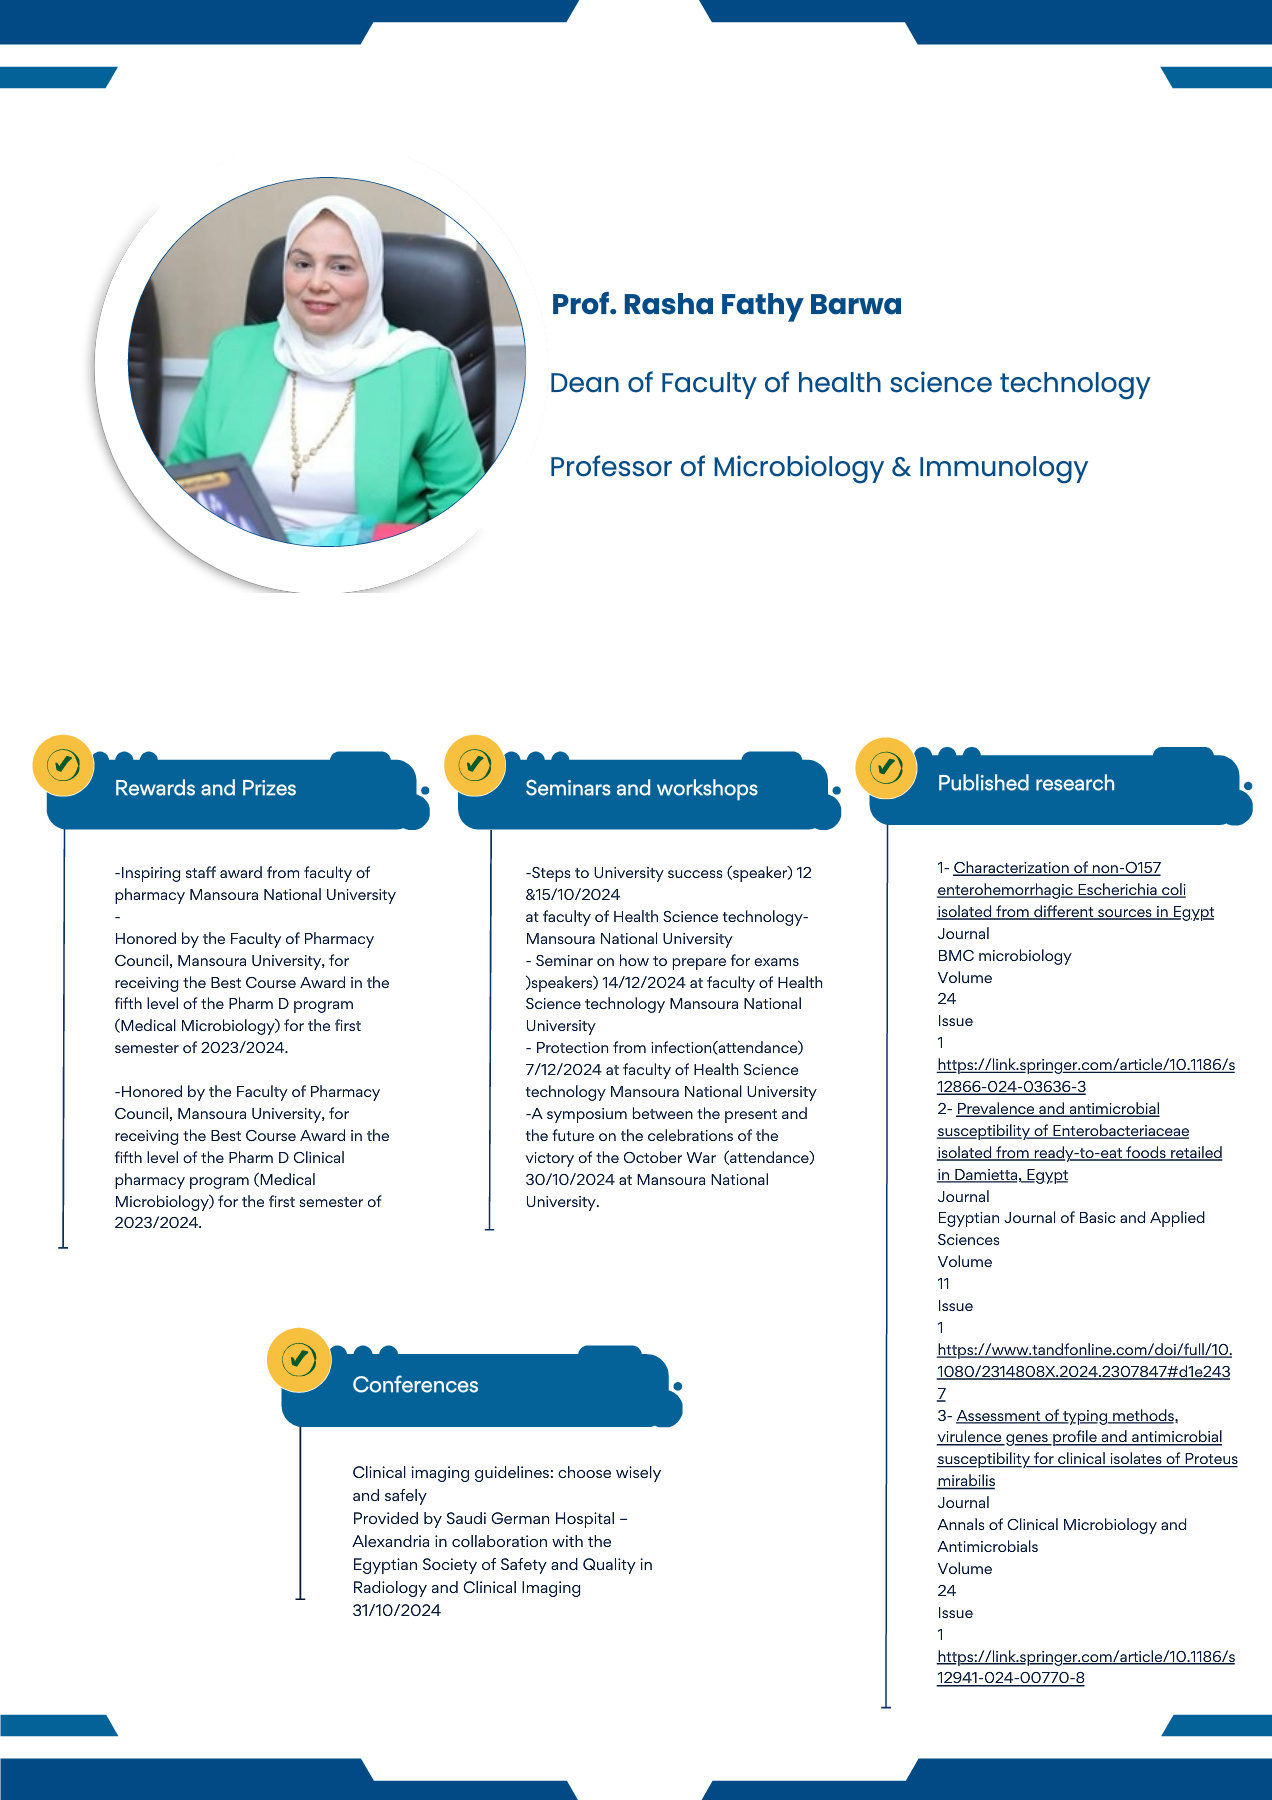 Prof. Rasha Fathy Barwa
Dean of Faculty of health science technology
Professor of Microbiology & Immunology
Rewards and Prizes
-Inspiring staff award from faculty of
pharmacy Mansoura National University
-
Honored by the Faculty of Pharmacy
Council, Mansoura University, for
receiving the Best Course Award in the
fifth level of the Pharm D program
(Medical Microbiology) for the first
semester of 2023/2024.
-Honored by the Faculty of Pharmacy
Council, Mansoura University, for
receiving the Best Course Award in the
fifth level of the Pharm D Clinical
pharmacy program (Medical
Microbiology) for the first semester of
2023/2024.
Seminars and workshops
-Steps to University success (speaker) 12
&15/10/2024
at faculty of Health Science technology-
Mansoura National University
- Seminar on how to prepare for exams
)speakers) 14/12/2024 at faculty of Health
Science technology Mansoura National
University
- Protection from infection(attendance)
7/12/2024 at faculty of Health Science
technology Mansoura National University
-A symposium between the present and
the future on the celebrations of the
victory of the October War (attendance)
30/10/2024 at Mansoura National
University.
Published research
1- Characterization of non-O157
enterohemorrhagic Escherichia coli
isolated from different sources in Egypt
Journal
BMC microbiology
Volume
24
Issue
1
https://link.springer.com/article/10.1186/s
12866-024-03636-3
2- Prevalence and antimicrobial
susceptibility of Enterobacteriaceae
isolated from ready-to-eat foods retailed
in Damietta, Egypt
Journal
Egyptian Journal of Basic and Applied
Sciences
Volume
11
Issue
1
https://www.tandfonline.com/doi/full/10.
1080/2314808X.2024.2307847#d1e243
7
3- Assessment of typing methods,
virulence genes profile and antimicrobial
susceptibility for clinical isolates of Proteus
mirabilis
Journal
Annals of Clinical Microbiology and
Antimicrobials
Volume
24
Issue
1
https://link.springer.com/article/10.1186/s
12941-024-00770-8
Conferences
Clinical imaging guidelines: choose wisely
and safely
Provided by Saudi German Hospital –
Alexandria in collaboration with the
Egyptian Society of Safety and Quality in
Radiology and Clinical Imaging
31/10/2024